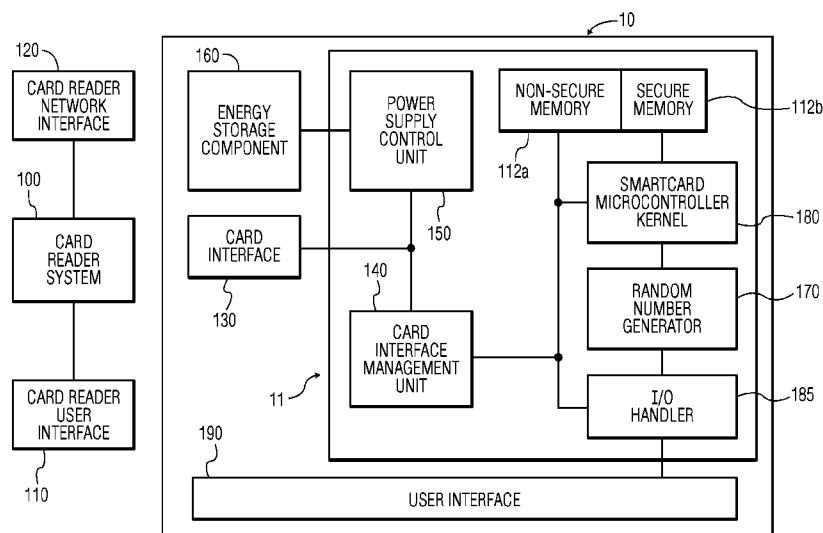 10
120
CARD READER
NETWORK
INTERFACE
100
CARD
READER
SYSTEM
CARD READER
USER
INTERFACE
110
160
ENERGY
STORAGE
COMPONENT
POWER
SUPPLY
CONTROL
UNIT
150
NON-SECURE
MEMORY
112a
SECURE
MEMORY
112b
SMARTCARD
MICROCONTROLLER
KERNEL
180
CARD
INTERFACE
130
140
CARD
INTERFACE
MANAGEMENT
UNIT
RANDOM
NUMBER
GENERATOR
170
11
I/O
HANDLER
185
190
USER INTERFACE